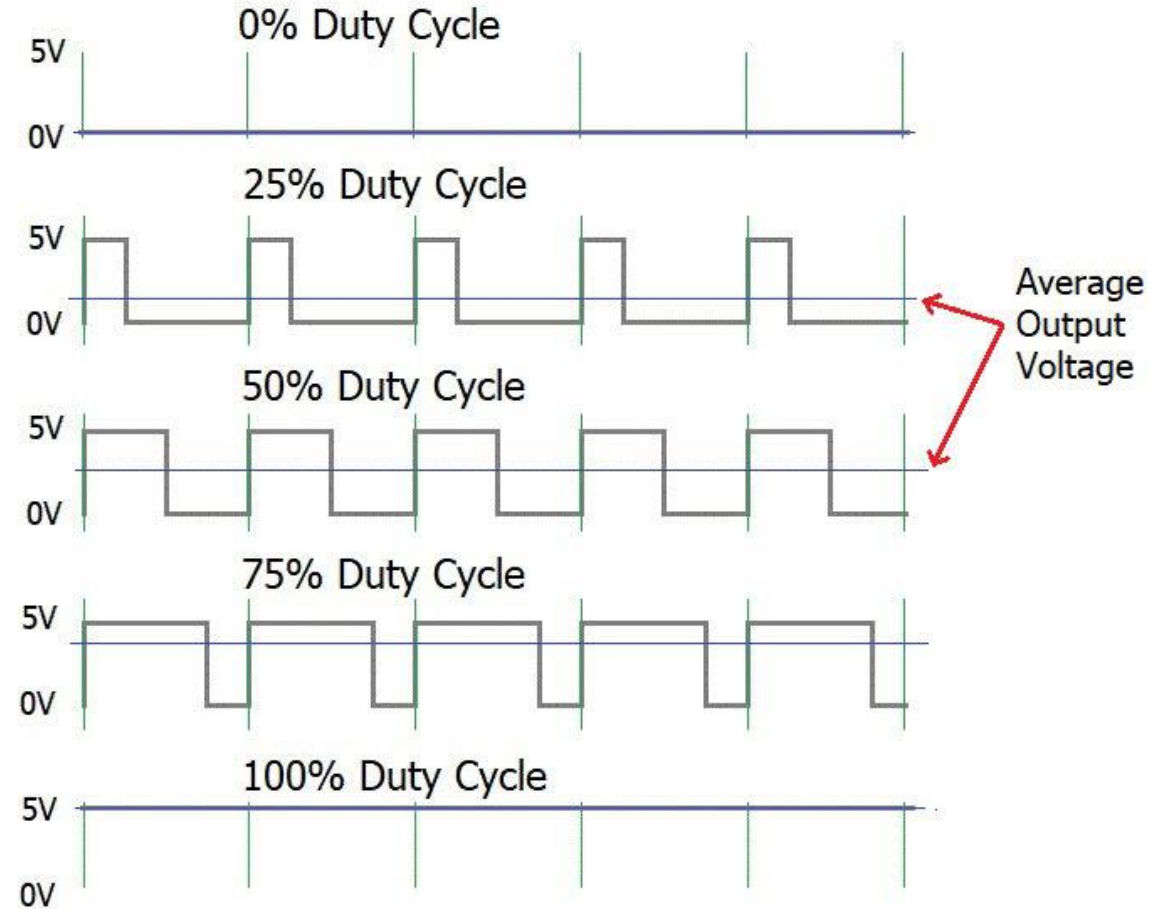 0% Duty Cycle
5V
0V
25% Duty Cycle
5V
0V
Average
Output
Voltage
50% Duty Cycle
5V
0V
75% Duty Cycle
5V
0V
100% Duty Cycle
5V
0V